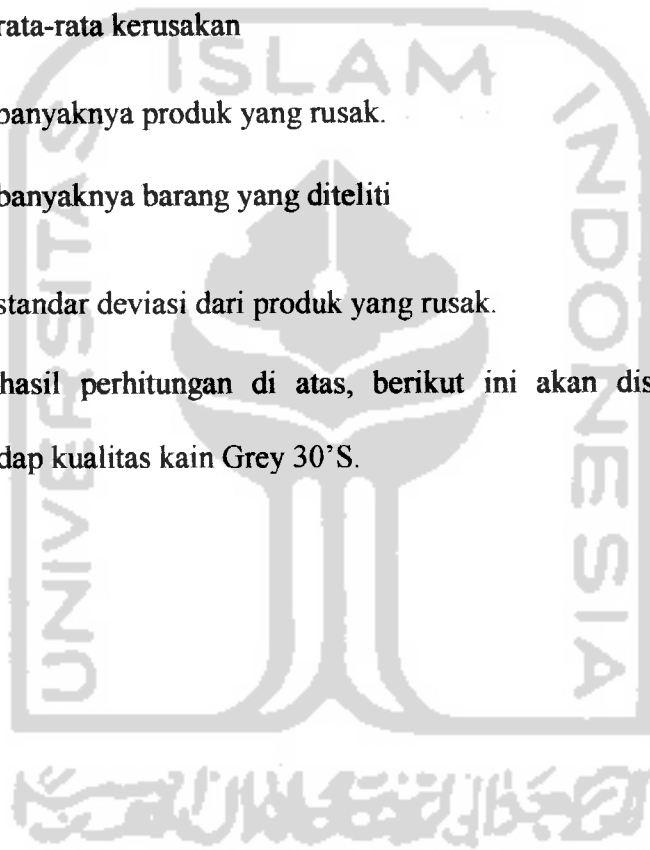 rata-rata kerusakan
banyaknya produk yang rusak.
banyaknya barang yang diteliti
standar deviasi dari produk yang rusak.
hasil perhitungan di atas, berikut ini akan dis
dap kualitas kain Grey 30'S.
UNIVERSITAS
ISLAM
INDONESIA